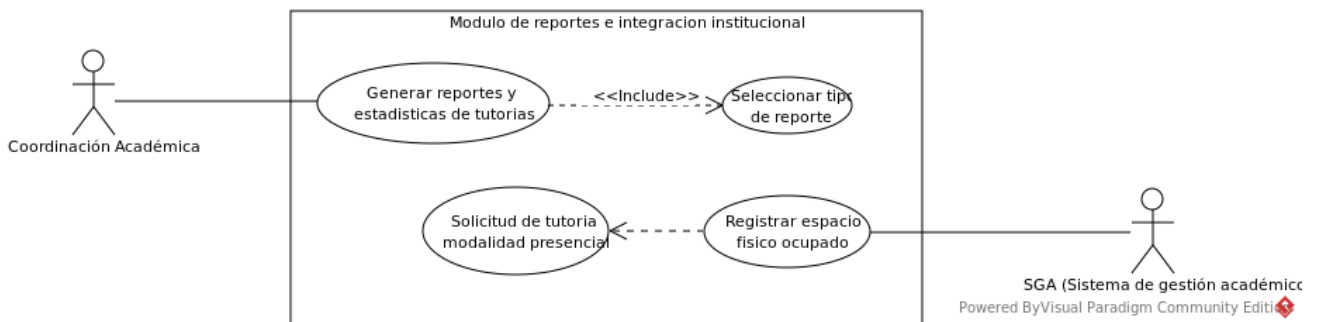 Modulo de reportes e integracion institucional
Generar reportes y
estadisticas de tutorias
<<Include>>
Seleccionar tipo
de reporte
Coordinación Académica
Solicitud de tutoria
modalidad presencial
Registrar espacio
fisico ocupado
SGA (Sistema de gestión académico
Powered ByVisual Paradigm Community Edition